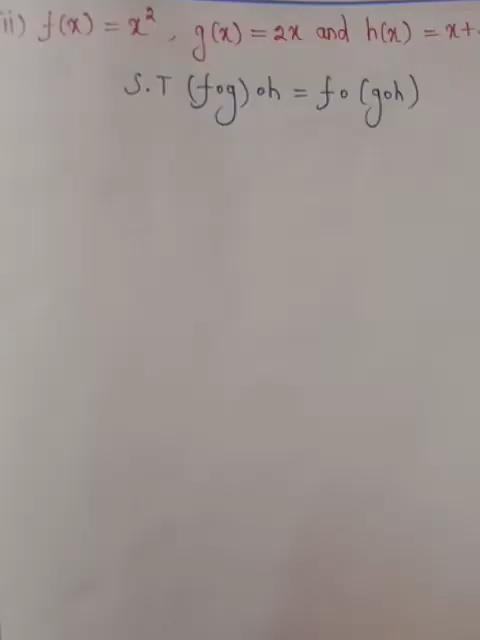 ii) f(x) = x², g(x) = 2x and h(x) = x+
S.T (fog) oh = fo (goh)